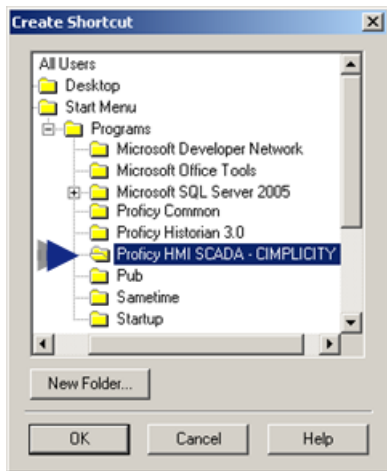 Create Shortcut
All Users
Desktop
Start Menu
Programs
Microsoft Developer Network
Microsoft Office Tools
Microsoft SQL Server 2005
Proficy Common
Proficy Historian 3.0
Proficy HMI SCADA - CIMPLICITY
Pub
Sametime
Startup
New Folder...
OK Cancel Help